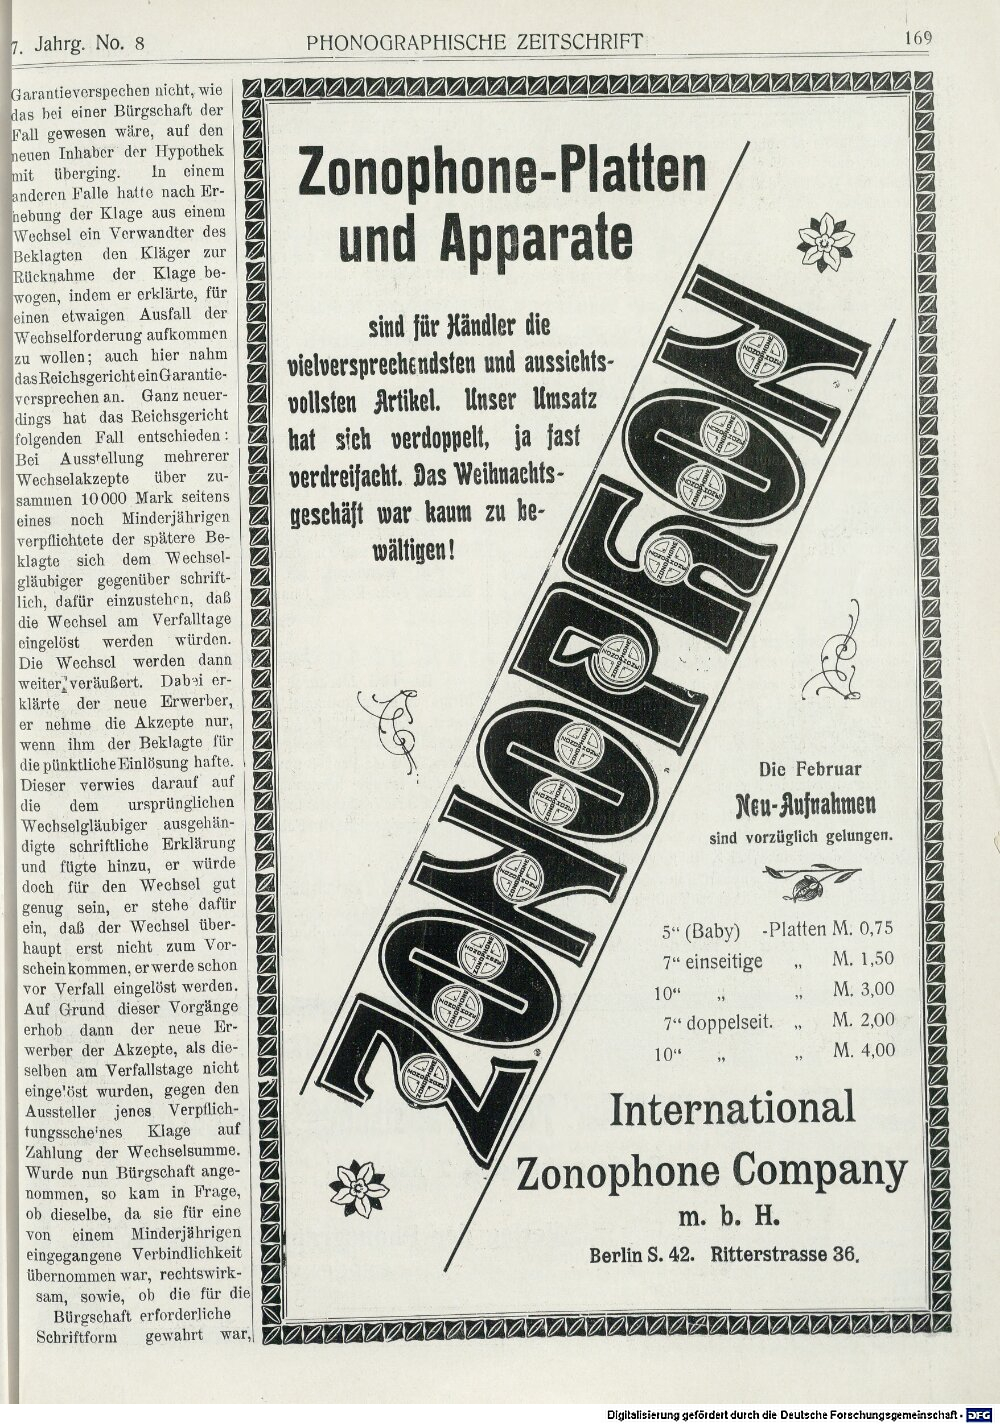 7. Jahrg. No. 8
PHONOGRAPHISCHE ZEITSCHRIFT
169
Garantieverspechen nicht, wie
das bei einer Bürgschaft der
Fall gewesen wäre, auf den
neuen Inhaber der Hypothek
mit überging. In einem
anderen Falle hatte nach Er-
hebung der Klage aus einem
Wechsel ein Verwandter des
Beklagten den Kläger zur
Rücknahme der Klage be-
wogen, indem er erklärte, für
einen etwaigen Ausfall der
Wechselforderung aufkommen
zu wollen; auch hier nahm
das Reichsgericht ein Garantie-
versprechen an. Ganz neuer-
dings hat das Reichsgericht
folgenden Fall entschieden:
Bei Ausstellung mehrerer
Wechselakzepte über zu-
sammen 10 000 Mark seitens
eines noch Minderjährigen
verpflichtete der spätere Be-
klagte sich dem Wechsel-
gläubiger gegenüber schrift-
lich, dafür einzustehen, daß
die Wechsel am Verfalltage
eingelöst werden würden.
Die Wechsel werden dann
weiter veräußert. Dabei er-
klärte der neue Erwerber,
er nehme die Akzepte nur,
wenn ihm der Beklagte für
die pünktliche Einlösung hafte.
Dieser verwies darauf auf
die dem ursprünglichen
Wechselgläubiger ausgehän-
digte schriftliche Erklärung
und fügte hinzu, er würde
doch für den Wechsel gut
genug sein, er stehe dafür
ein, daß der Wechsel über-
haupt erst nicht zum Vor-
schein kommen, er werde schon
vor Verfall eingelöst werden.
Auf Grund dieser Vorgänge
erhob dann der neue Er-
werber der Akzepte, als die-
selben am Verfallstage nicht
einge'öst wurden, gegen den
Aussteller jenes Verpflich-
tungssche'nes Klage auf
Zahlung der Wechselsumme.
Wurde nun Bürgschaft ange-
nommen, so kam in Frage,
ob dieselbe, da sie für eine
von einem Minderjährigen
eingegangene Verbindlichkeit
übernommen war, rechtswirk-
sam, sowie, ob die für die
Bürgschaft erforderliche
Schriftform gewahrt war,
Zonophone-Platten
und Apparate
sind für Händler die
vielversprechendsten und aussichts-
vollsten Artikel. Unser Umsatz
hat sich verdoppelt, ja fast
verdreifacht. Das Weihnachts-
geschäft war kaum zu be-
wältigen!
ZOKOPHON
Die Februar
Neu-Aufnahmen
sind vorzüglich gelungen.
5“ (Baby) -Platten M. 0,75
7“ einseitige „ M. 1,50
10“ „ „ M. 3,00
7“ doppelseit. „ M. 2,00
10“ „ „ M. 4,00
International
Zonophone Company
m. b. H.
Berlin S. 42. Ritterstrasse 36.
Digitalisierung gefördert durch die Deutsche Forschungsgemeinschaft - DFG